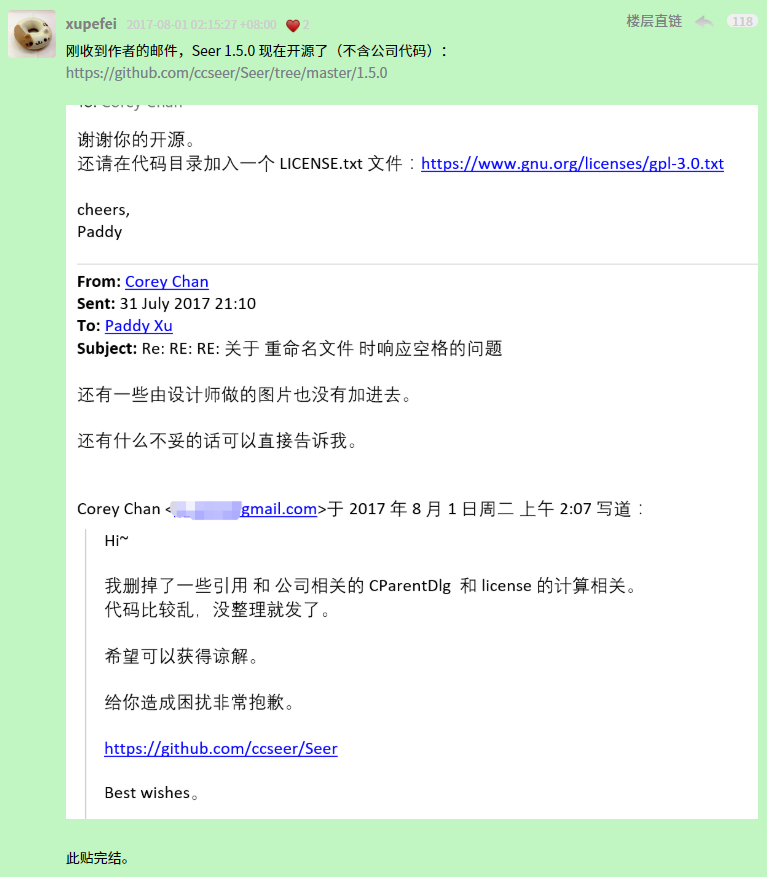 xupefei 2017-08-01 02:15:27 +08:00 2 楼层直链 118
刚收到作者的邮件，Seer 1.5.0 现在开源了（不含公司代码）：
https://github.com/ccseer/Seer/tree/master/1.5.0
To: Corey Chan
谢谢你的开源。
还请在代码目录加入一个 LICENSE.txt 文件：https://www.gnu.org/licenses/gpl-3.0.txt
cheers,
Paddy
From: Corey Chan
Sent: 31 July 2017 21:10
To: Paddy Xu
Subject: Re: RE: RE: 关于 重命名文件 时响应空格的问题
还有一些由设计师做的图片也没有加进去。
还有什么不妥的话可以直接告诉我。
Corey Chan <gmail.com>于 2017 年 8 月 1 日周二 上午 2:07 写道：
Hi~
我删掉了一些引用 和 公司相关的 CParentDlg 和 license 的计算相关。
代码比较乱，没整理就发了。
希望可以获得谅解。
给你造成困扰非常抱歉。
https://github.com/ccseer/Seer
Best wishes。
此贴完结。